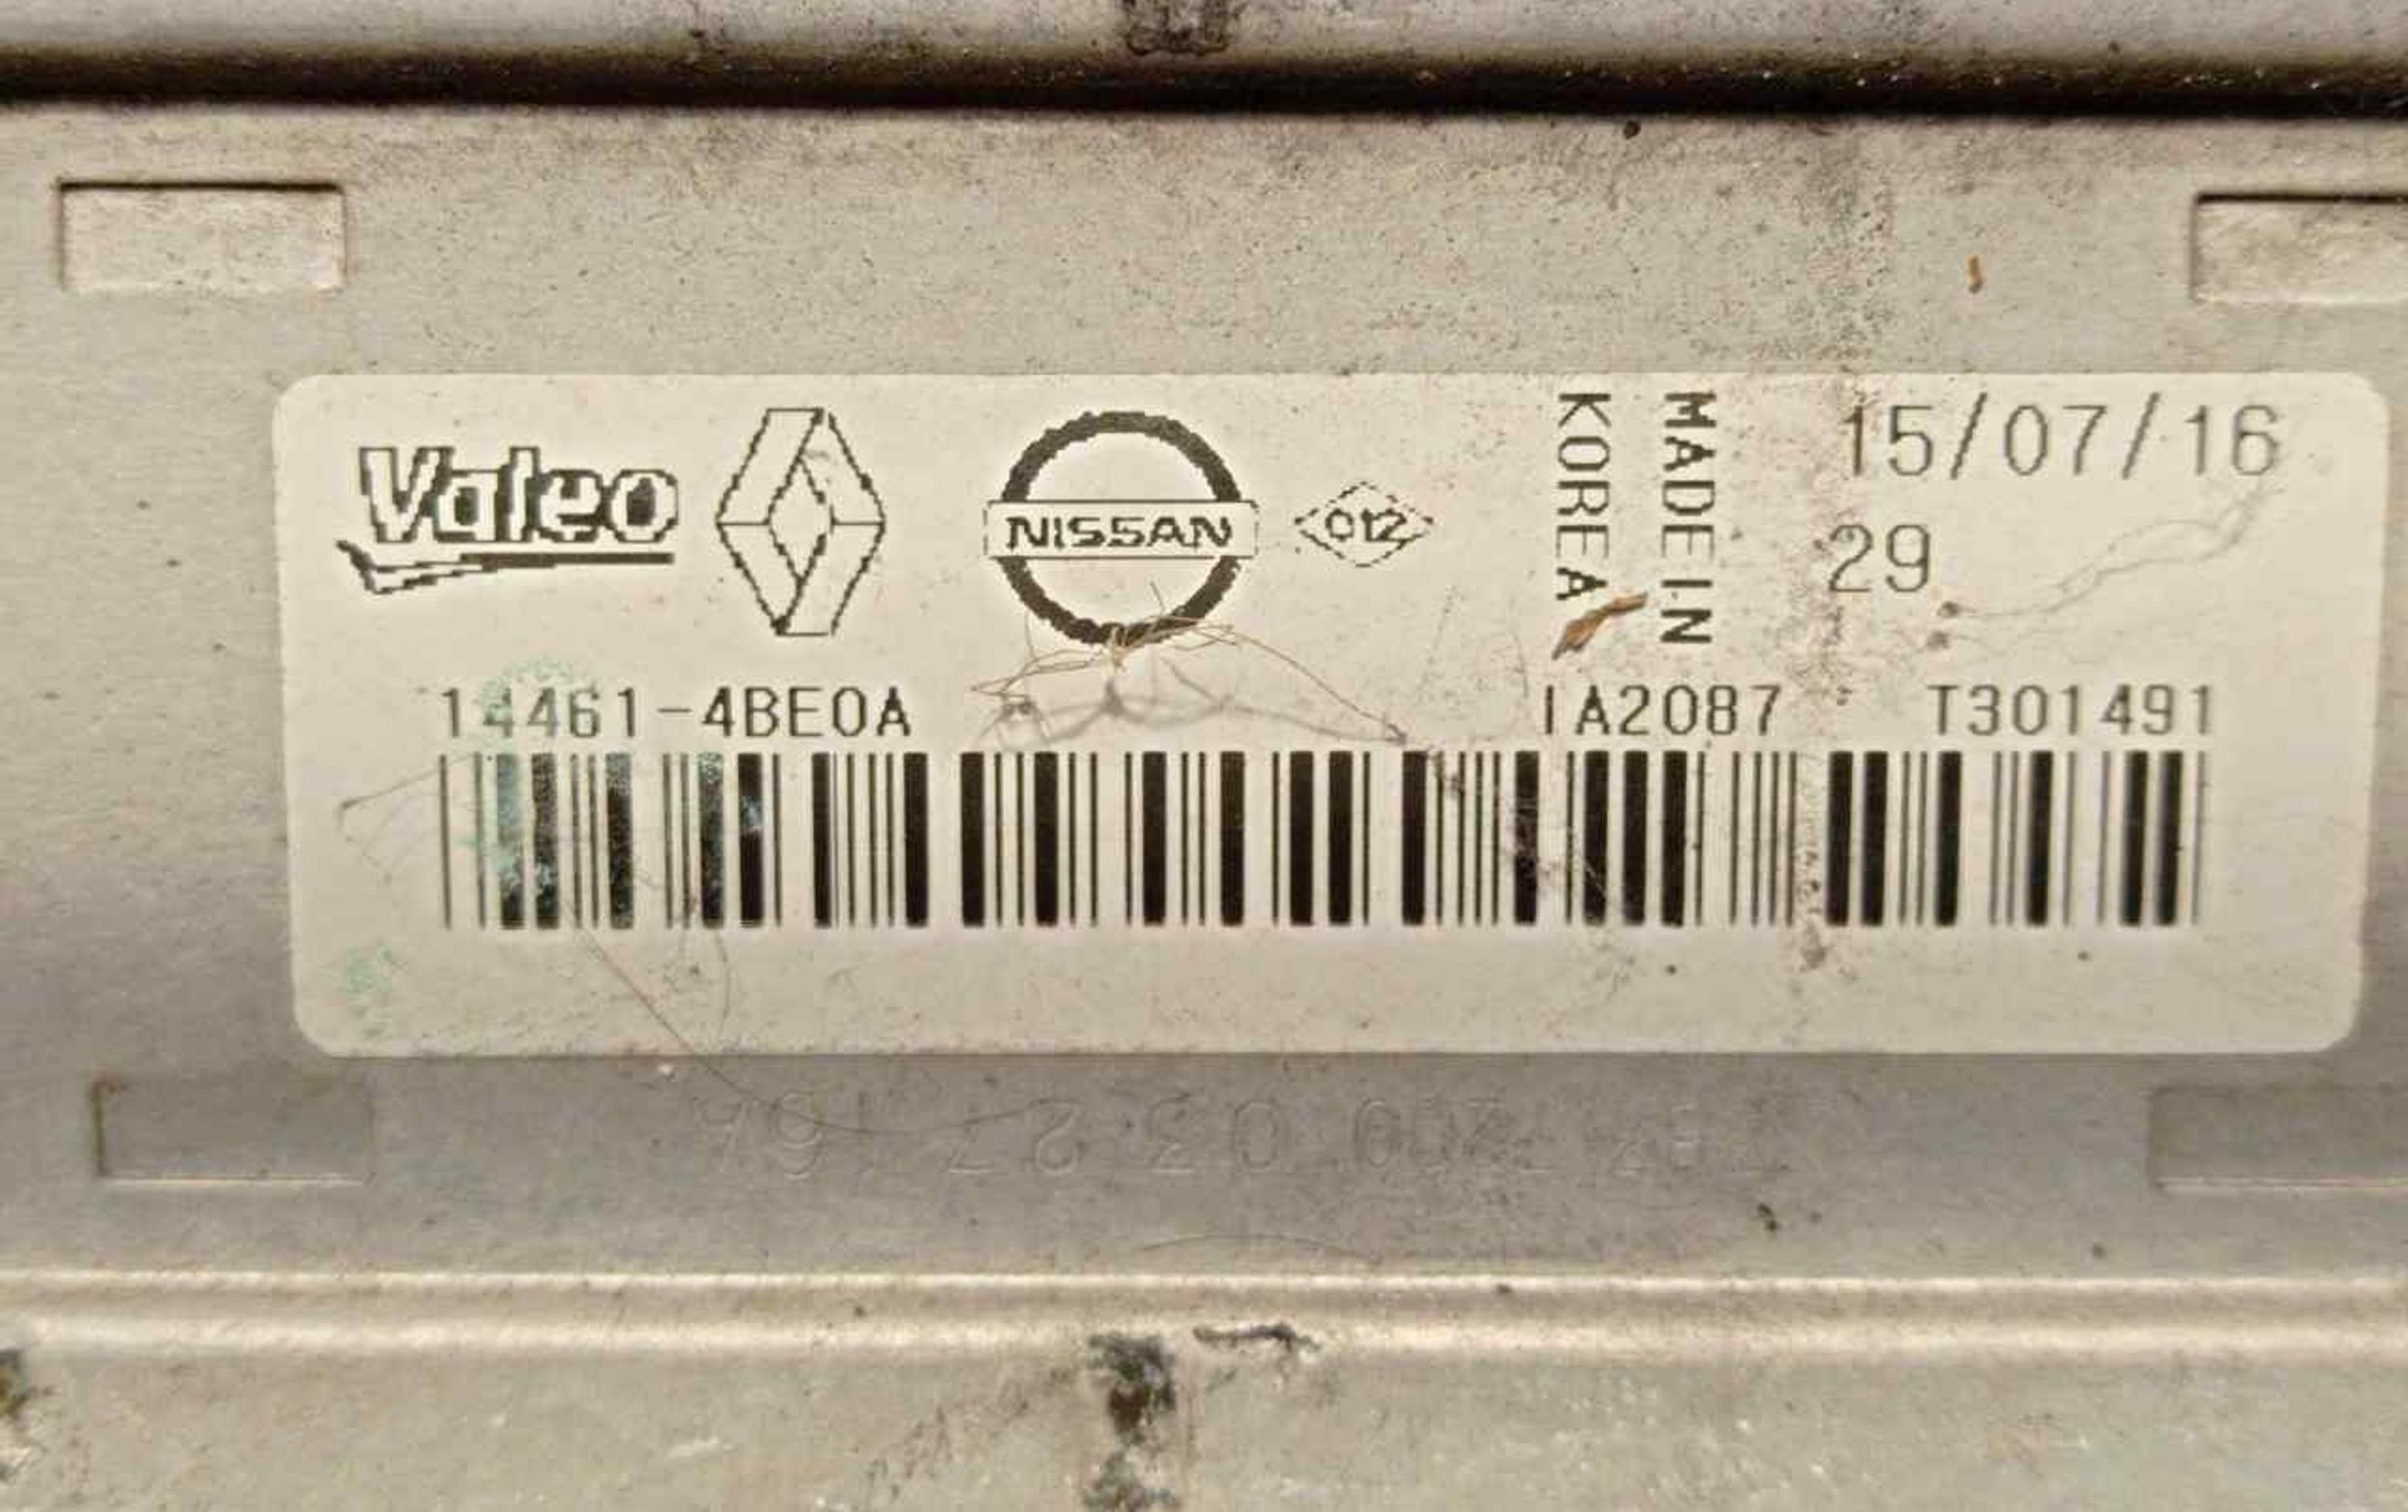 Valeo NISSAN 012
MADE IN
KOREA
15/07/16
29
14461-4BE0A IA2087 T301491